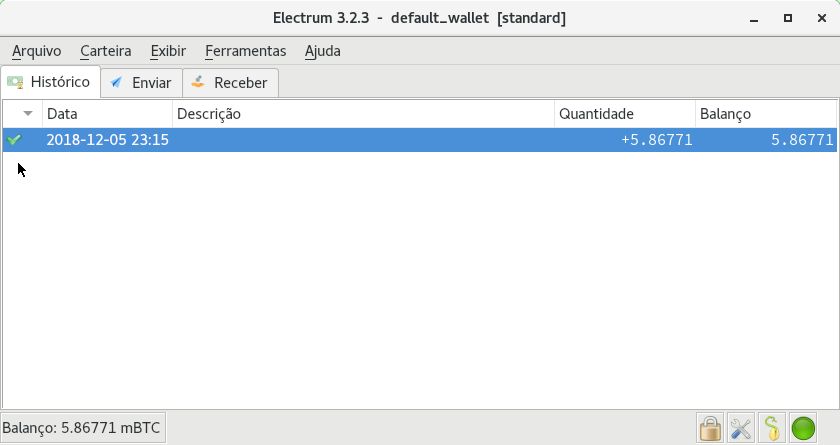 Electrum 3.2.3 - default_wallet [standard]
Arquivo Carteira Exibir Ferramentas Ajuda
Histórico Enviar Receber
Data Descrição Quantidade Balanço
2018-12-05 23:15 +5.86771 5.86771
Balanço: 5.86771 mBTC